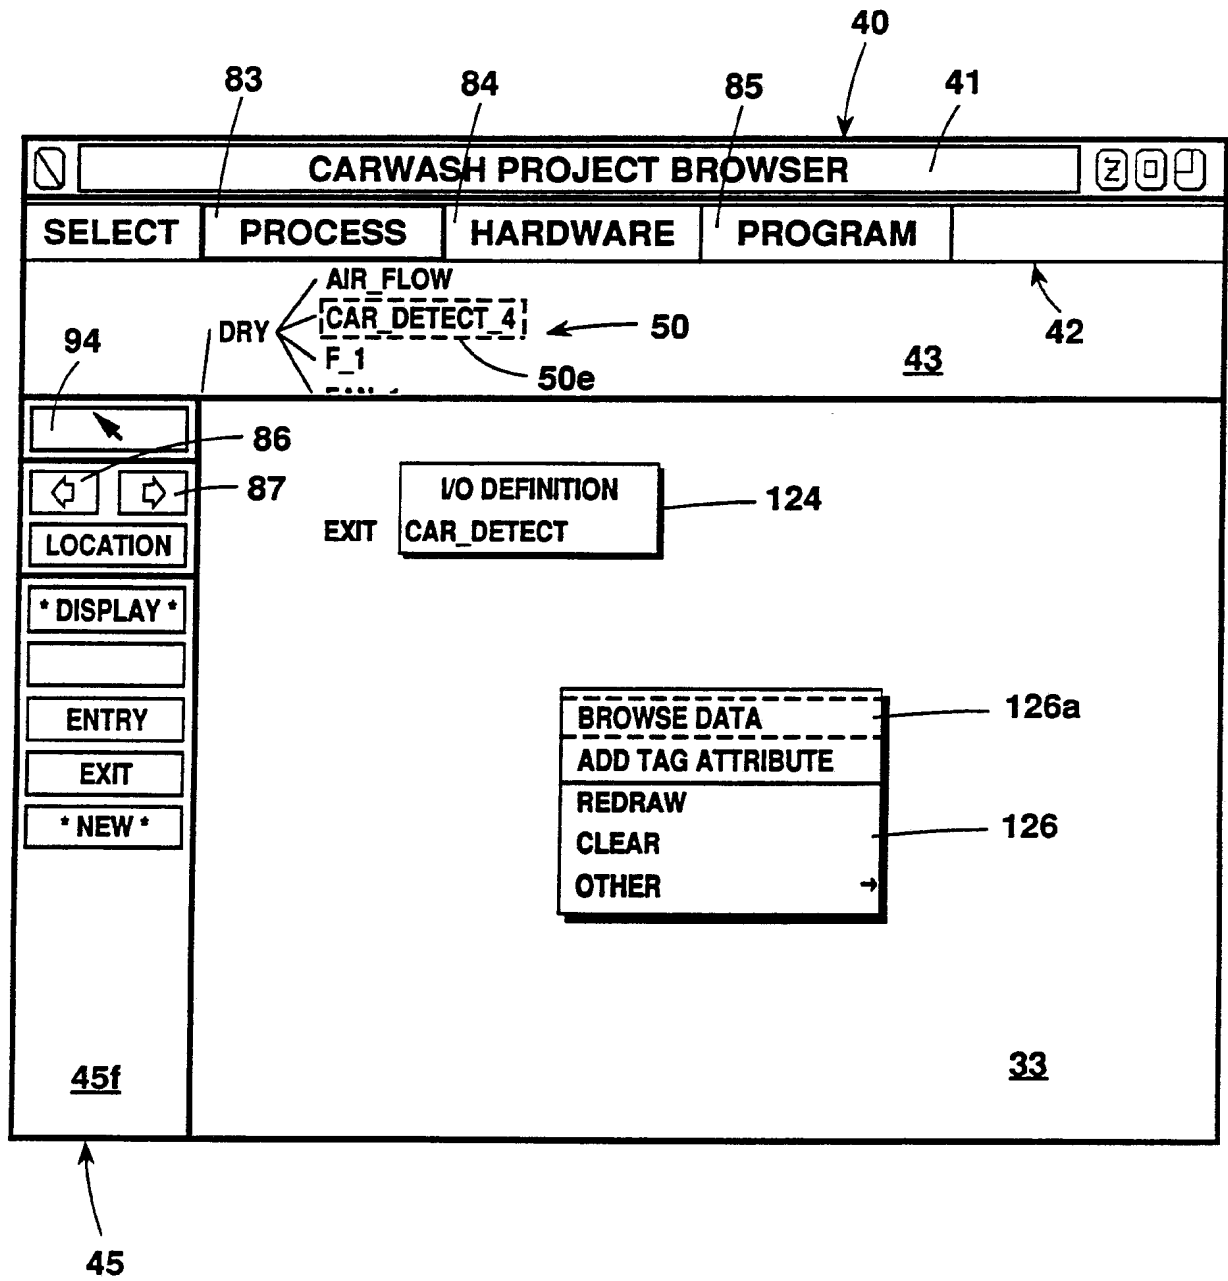 40
83
84
85
41
CARWASH PROJECT BROWSER
Z
SELECT PROCESS HARDWARE PROGRAM
AIR_FLOW
DRY
CAR_DETECT_4
50
42
94
F_1
50e
43
86
87
I/O DEFINITION
124
EXIT CAR_DETECT
LOCATION
* DISPLAY *
BROWSE DATA
126a
ENTRY
ADD TAG ATTRIBUTE
EXIT
REDRAW
* NEW *
126
CLEAR
OTHER
45f
33
45